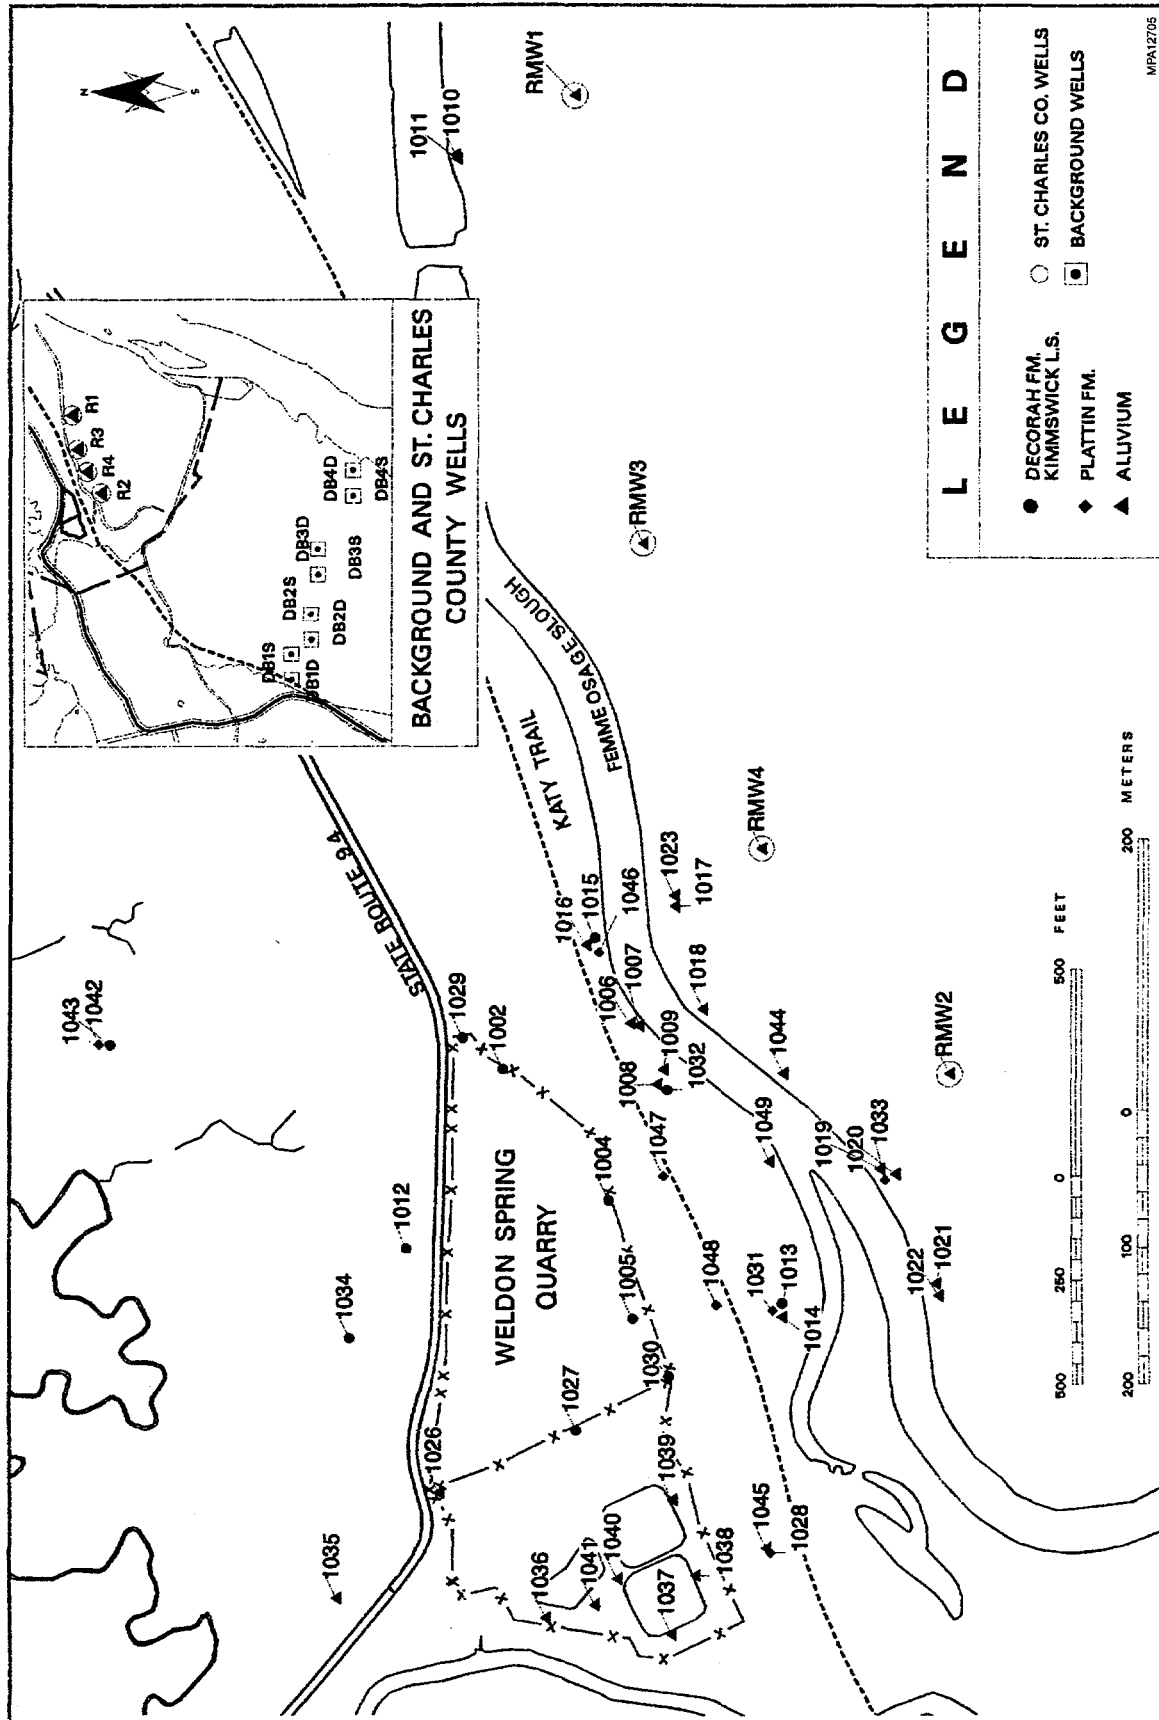 N
S
RMW1
1011
1010
R1
R3
R4
R2
DB4D
DB4S
DB3D
DB3S
DB2S
DB2D
DB1S
DB1D
BACKGROUND AND ST. CHARLES
COUNTY WELLS
RMW3
FEMME OSAGE SLOUGH
KATY TRAIL
STATE ROUTE 94
1043
1042
1029
1002
1016
1015
1046
1023
1017
RMW4
1006
1007
1018
1009
1008
1032
1044
RMW2
1012
1034
1004
1047
1049
1019
1020
1033
WELDON SPRING
QUARRY
1005
1048
1031
1013
1014
1022
1021
1030
1027
1026
1035
1039
1040
1041
1036
1037
1038
1045
1028
500
250
0
500
FEET
200
100
0
200
METERS
LEGEND
DECORAH FM.
KIMMSWICK L.S.
PLATTIN FM.
ALLIVIUM
ST. CHARLES CO. WELLS
BACKGROUND WELLS
MPA12705